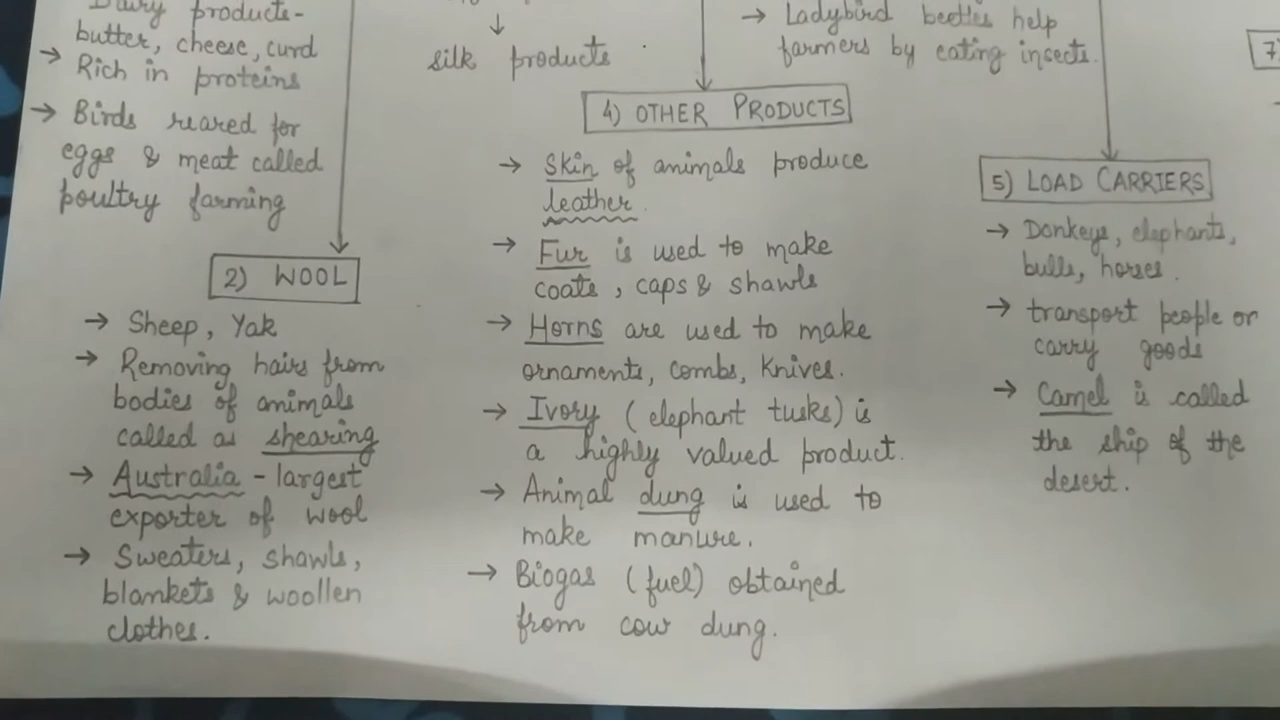 Dairy products-
butter, cheese, curd
→ Rich in proteins
→ Birds reared for
eggs & meat called
poultry farming
2) WOOL
→ Sheep, Yak
→ Removing hairs from
bodies of animals
called as shearing
→ Australia - largest
exporter of wool
→ Sweaters, shawls,
blankets & woollen
clothes.
↓
silk products
4) OTHER PRODUCTS
→ Skin of animals produce
leather.
→ Fur is used to make
coats, caps & shawls
→ Horns are used to make
ornaments, combs, Knives.
→ Ivory (elephant tusks) is
a highly valued product.
→ Animal dung is used to
make manure.
→ Biogas (fuel) obtained
from cow dung.
→ Ladybird beetles help
farmers by eating insects.
5) LOAD CARRIERS
→ Donkeys, elephants,
bulls, horses.
→ transport people or
carry goods
→ Camel is called
the ship of the
desert.
7